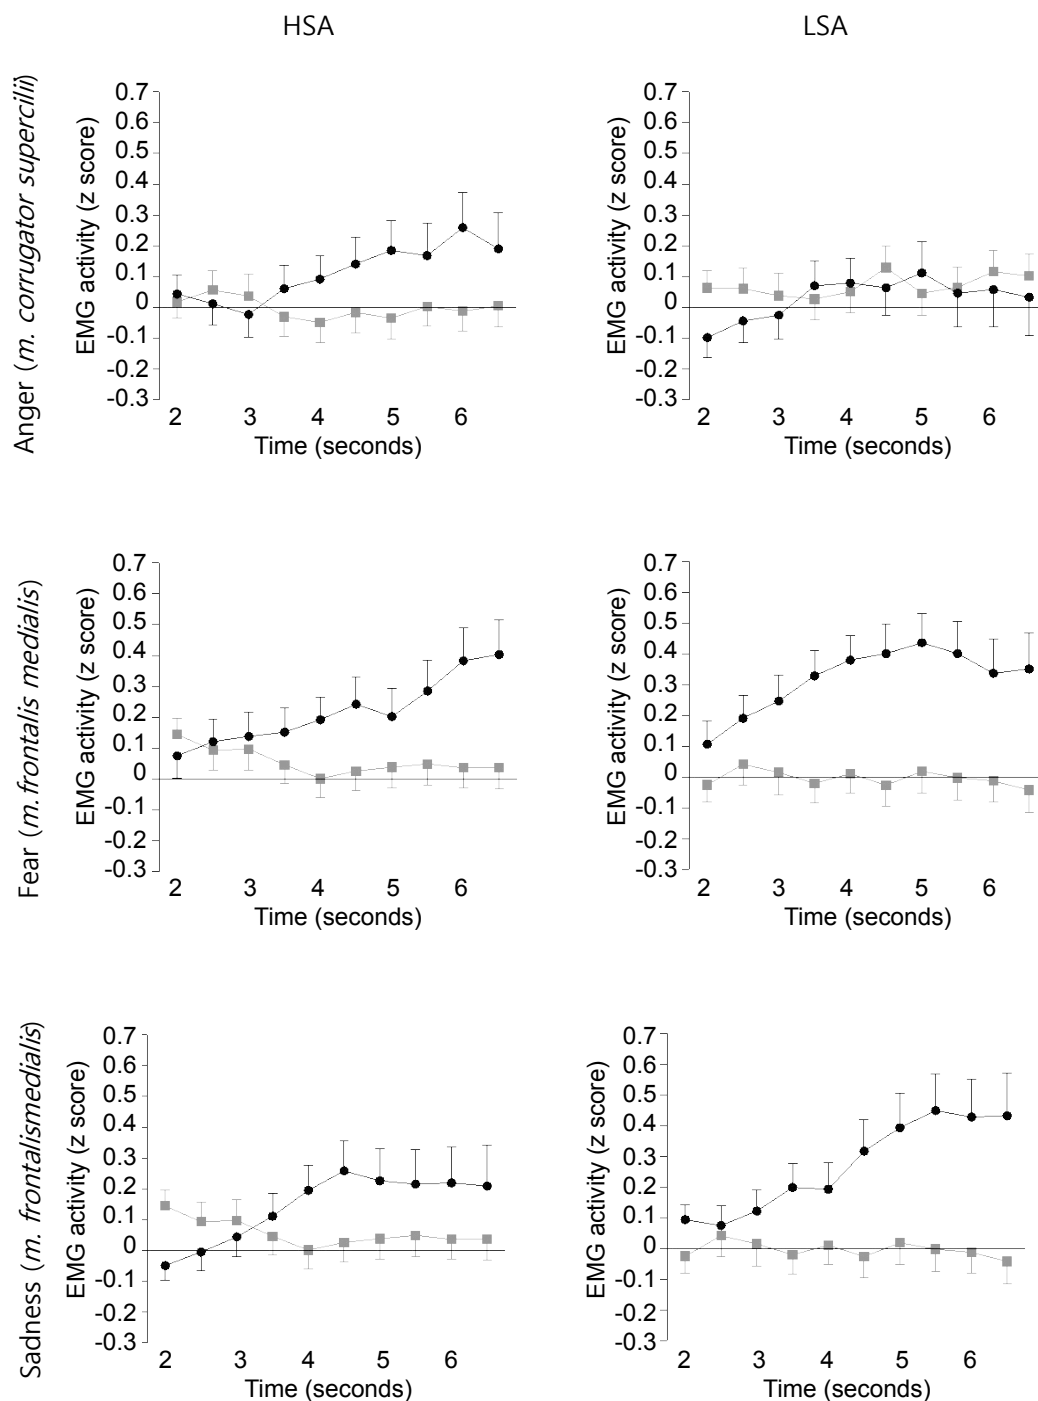 HSA
LSA
Anger (m. corrugator supercilii)
EMG activity (z score)
0.7
0.6
0.5
0.4
0.3
0.2
0.1
0
-0.1
-0.2
-0.3
2 3 4 5 6
Time (seconds)
EMG activity (z score)
0.7
0.6
0.5
0.4
0.3
0.2
0.1
0
-0.1
-0.2
-0.3
2 3 4 5 6
Time (seconds)
Fear (m. frontalis medialis)
EMG activity (z score)
0.7
0.6
0.5
0.4
0.3
0.2
0.1
0
-0.1
-0.2
-0.3
2 3 4 5 6
Time (seconds)
EMG activity (z score)
0.7
0.6
0.5
0.4
0.3
0.2
0.1
0
-0.1
-0.2
-0.3
2 3 4 5 6
Time (seconds)
Sadness (m. frontalismedialis)
EMG activity (z score)
0.7
0.6
0.5
0.4
0.3
0.2
0.1
0
-0.1
-0.2
-0.3
2 3 4 5 6
Time (seconds)
EMG activity (z score)
0.7
0.6
0.5
0.4
0.3
0.2
0.1
0
-0.1
-0.2
-0.3
2 3 4 5 6
Time (seconds)